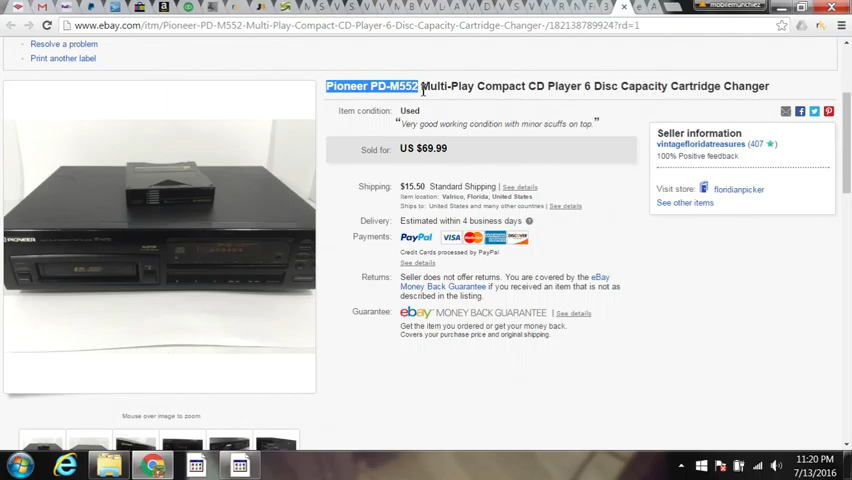 mobilemunchiez
www.ebay.com/itm/Pioneer-PD-M552-Multi-Play-Compact-CD-Player-6-Disc-Capacity-Cartridge-Changer-/182138789924?rd=1
Resolve a problem
Print another label
Pioneer PD-M552 Multi-Play Compact CD Player 6 Disc Capacity Cartridge Changer
Item condition: Used
“Very good working condition with minor scuffs on top.”
Sold for: US $69.99
Shipping: $15.50 Standard Shipping | See details
Item location: Valrico, Florida, United States
Ships to: United States and many other countries | See details
Delivery: Estimated within 4 business days
Payments: PayPal VISA MasterCard DISCOVER
Credit Cards processed by PayPal
See details
Returns: Seller does not offer returns. You are covered by the eBay
Money Back Guarantee if you received an item that is not as
described in the listing.
Guarantee: ebay MONEY BACK GUARANTEE | See details
Get the item you ordered or get your money back.
Covers your purchase price and original shipping.
Seller information
vintagefloridatreasures (407 )
100% Positive feedback
Visit store: floridianpicker
See other items
PIONEER
Mouse over image to zoom
11:20 PM
7/13/2016